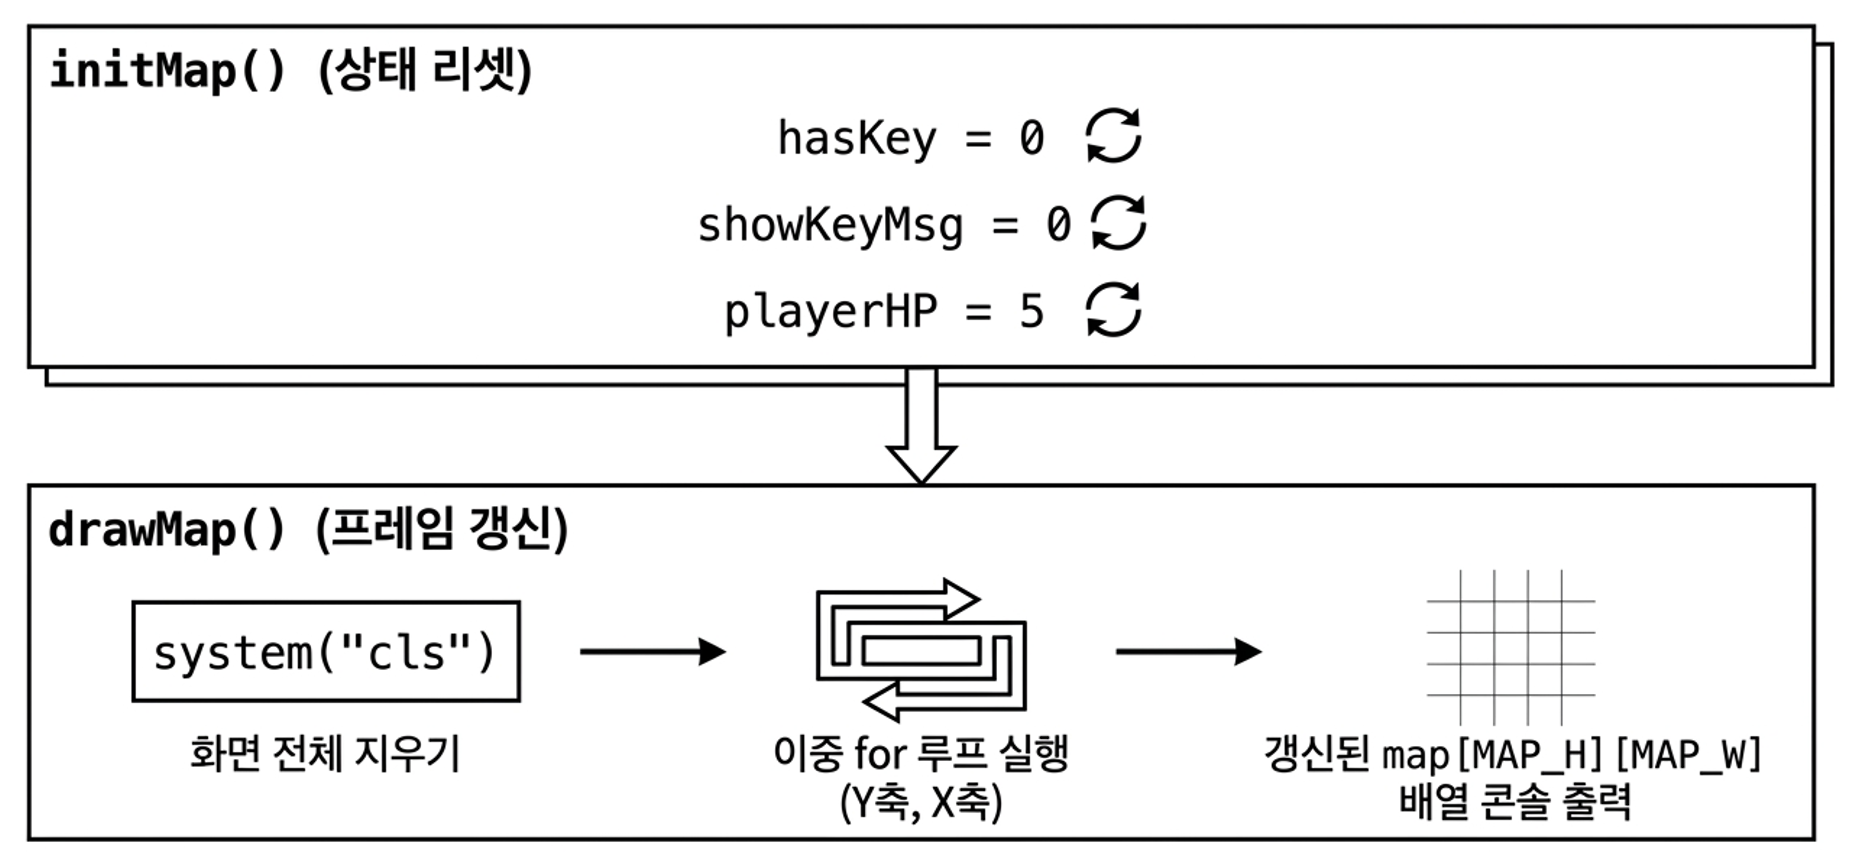 initMap() (상태 리셋)
hasKey = 0
showKeyMsg = 0
playerHP = 5
drawMap() (프레임 갱신)
system("cls")
화면 전체 지우기
이중 for 루프 실행
(Y축, X축)
갱신된 map[MAP_H][MAP_W]
배열 콘솔 출력